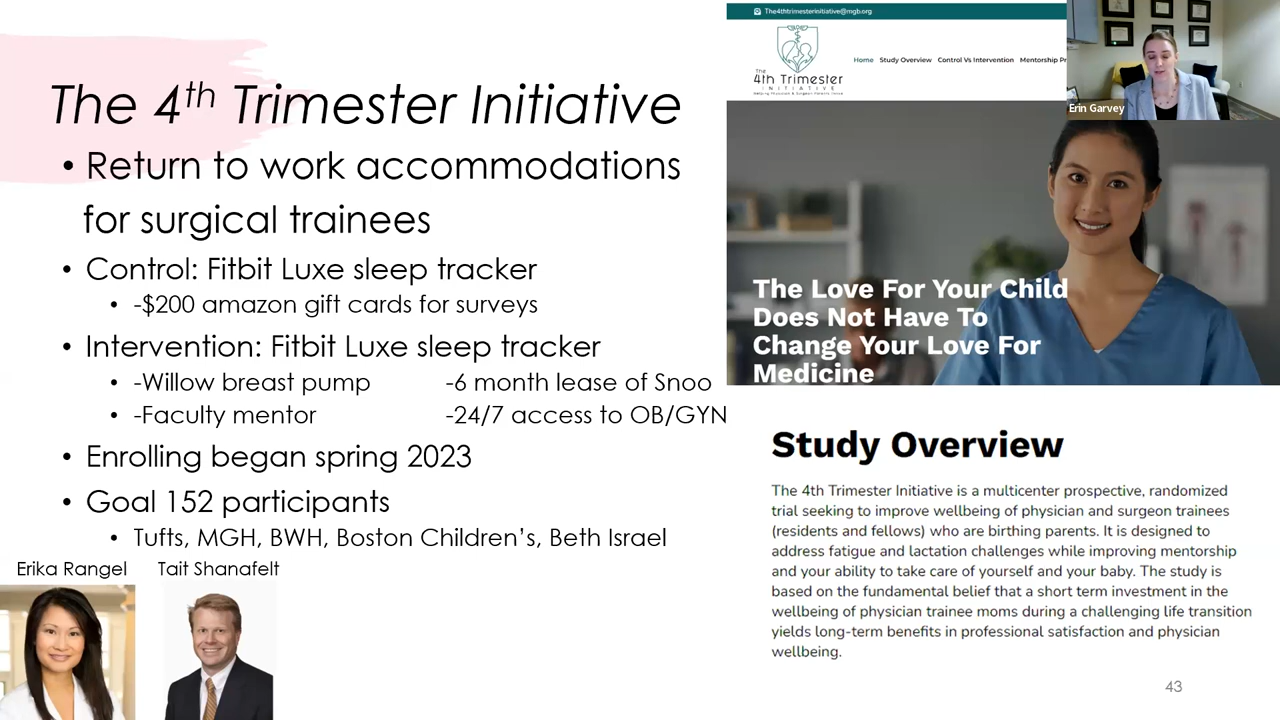 The 4th Trimester Initiative
• Return to work accommodations
for surgical trainees
• Control: Fitbit Luxe sleep tracker
• -$200 amazon gift cards for surveys
• Intervention: Fitbit Luxe sleep tracker
• -Willow breast pump -6 month lease of Snoo
• -Faculty mentor -24/7 access to OB/GYN
• Enrolling began spring 2023
• Goal 152 participants
• Tufts, MGH, BWH, Boston Children's, Beth Israel
Erika Rangel Tait Shanafelt
The4thtrimesterinitiative@mgb.org
The
4th Trimester
INITIATIVE
Helping Physician & Surgeon Parents Thrive
Home Study Overview Control Vs Intervention Mentorship Pr
Erin Garvey
The Love For Your Child
Does Not Have To
Change Your Love For
Medicine
Study Overview
The 4th Trimester Initiative is a multicenter prospective, randomized
trial seeking to improve wellbeing of physician and surgeon trainees
(residents and fellows) who are birthing parents. It is designed to
address fatigue and lactation challenges while improving mentorship
and your ability to take care of yourself and your baby. The study is
based on the fundamental belief that a short term investment in the
wellbeing of physician trainee moms during a challenging life transition
yields long-term benefits in professional satisfaction and physician
wellbeing.
43